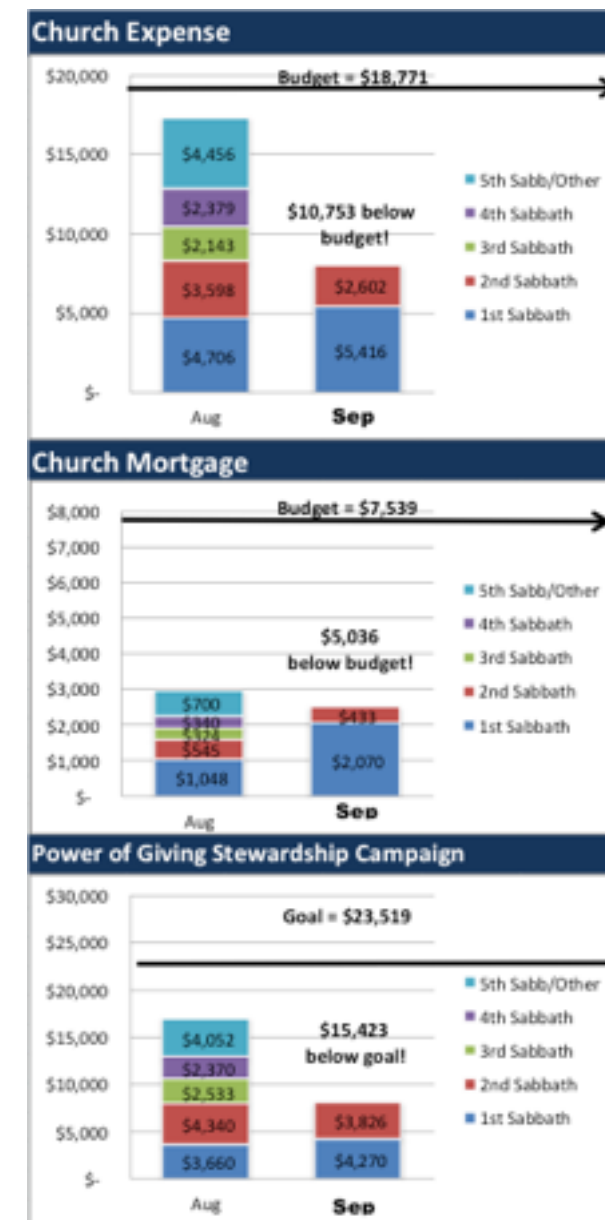 Church Expense
$20,000
Budget = $18,771
$15,000
$4,456
5th Sabb/Other
$2,379
$10,753 below
4th Sabbath
$10,000
budget!
$2,143
3rd Sabbath
$3,598
$2,602
2nd Sabbath
$5,000
1st Sabbath
$4,706
$5,416
$-
Aug
Sep
Church Mortgage
$8,000
Budget = $7,539
$7,000
$6,000
5th Sabb/Other
$5,000
4th Sabbath
$5,036
$4,000
below budget!
3rd Sabbath
$3,000
$700
2nd Sabbath
$340
$433
$2,000
$324
1st Sabbath
$545
$1,000
$1,048
$2,070
$-
Aug
Sep
Power of Giving Stewardship Campaign
$30,000
Goal = $23,519
$25,000
$20,000
5th Sabb/Other
4th Sabbath
$15,000
$4,052
$15,423
below goal!
3rd Sabbath
$2,370
$10,000
$2,533
2nd Sabbath
$4,340
$3,826
1st Sabbath
$5,000
$3,660
$4,270
$-
Aug
Sep